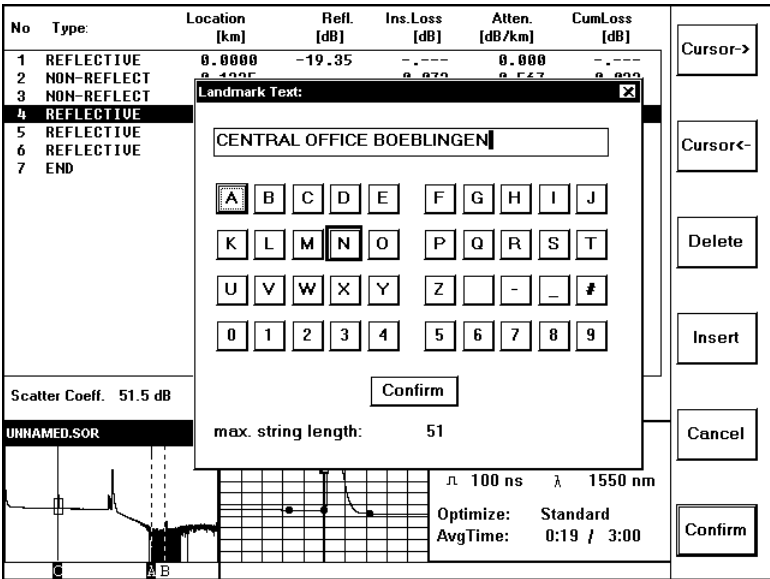 No Type: Location [km] Refl. [dB] Ins.Loss [dB] Atten. [dB/km] CumLoss [dB]
1 REFLECTIVE 0.0000 -19.35 -.--- 0.000 -.---
2 NON-REFLECT
3 NON-REFLECT
4 REFLECTIVE
5 REFLECTIVE
6 REFLECTIVE
7 END
Landmark Text:
CENTRAL OFFICE BOEBLINGEN
A B C D E F G H I J
K L M N O P Q R S T
U V W X Y Z - _ #
0 1 2 3 4 5 6 7 8 9
Confirm
max. string length: 51
Scatter Coeff. 51.5 dB
UNNAMED.SOR
C A B
⎍ 100 ns λ 1550 nm
Optimize: Standard
AvgTime: 0:19 / 3:00
Cursor->
Cursor<-
Delete
Insert
Cancel
Confirm